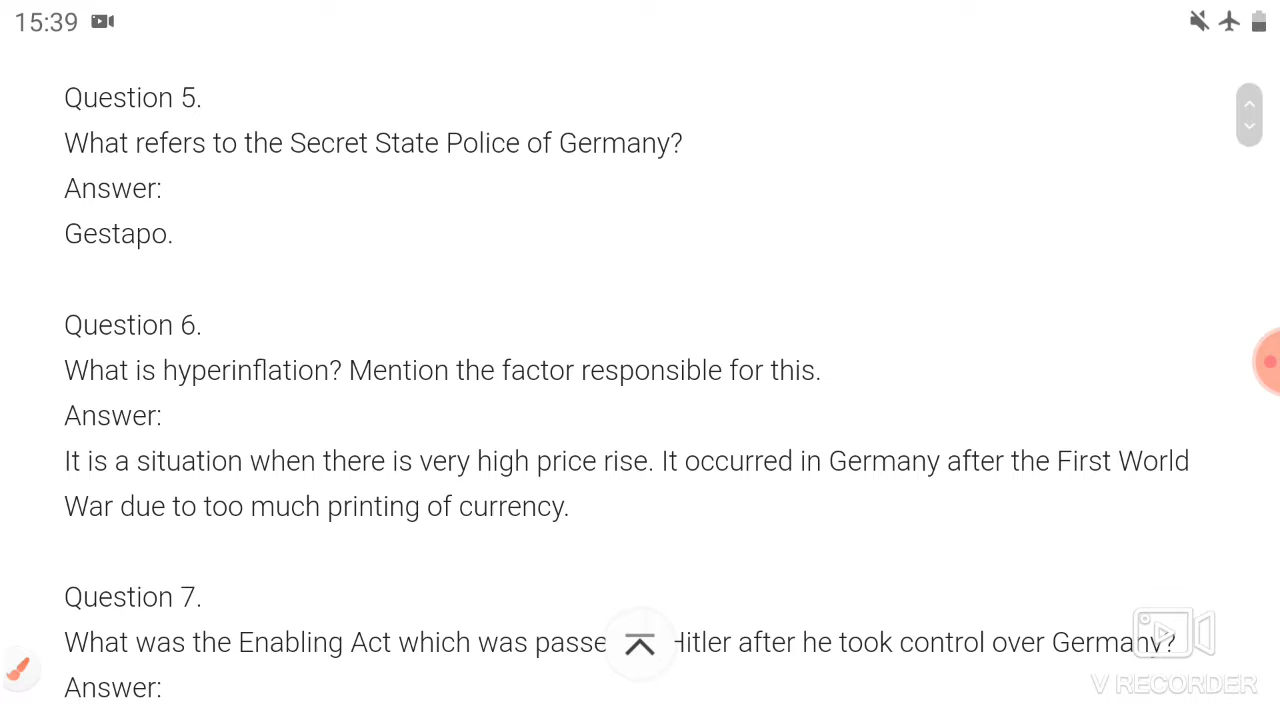 15:39
Question 5.
What refers to the Secret State Police of Germany?
Answer:
Gestapo.
Question 6.
What is hyperinflation? Mention the factor responsible for this.
Answer:
It is a situation when there is very high price rise. It occurred in Germany after the First World
War due to too much printing of currency.
Question 7.
What was the Enabling Act which was passe Hitler after he took control over Germany?
Answer:
V RECORDER